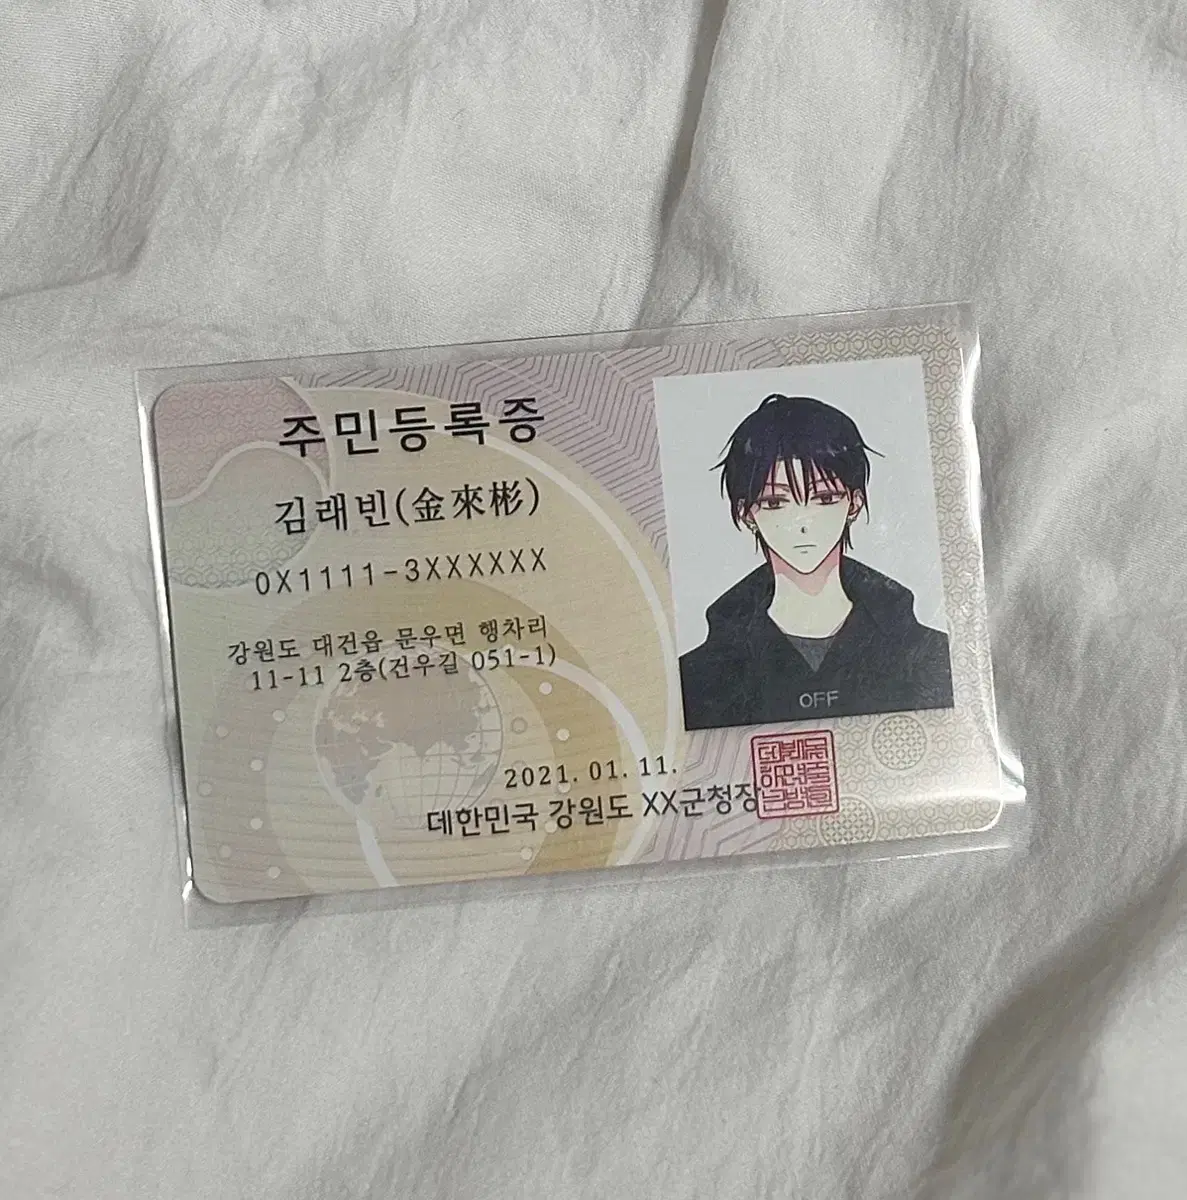 주민등록증
김래빈(金來彬)
0X1111-3XXXXXX
강원도 대건읍 문우면 행차리
11-11 2층(건우길 051-1)
OFF
2021. 01. 11.
데한민국 강원도 XX군청장